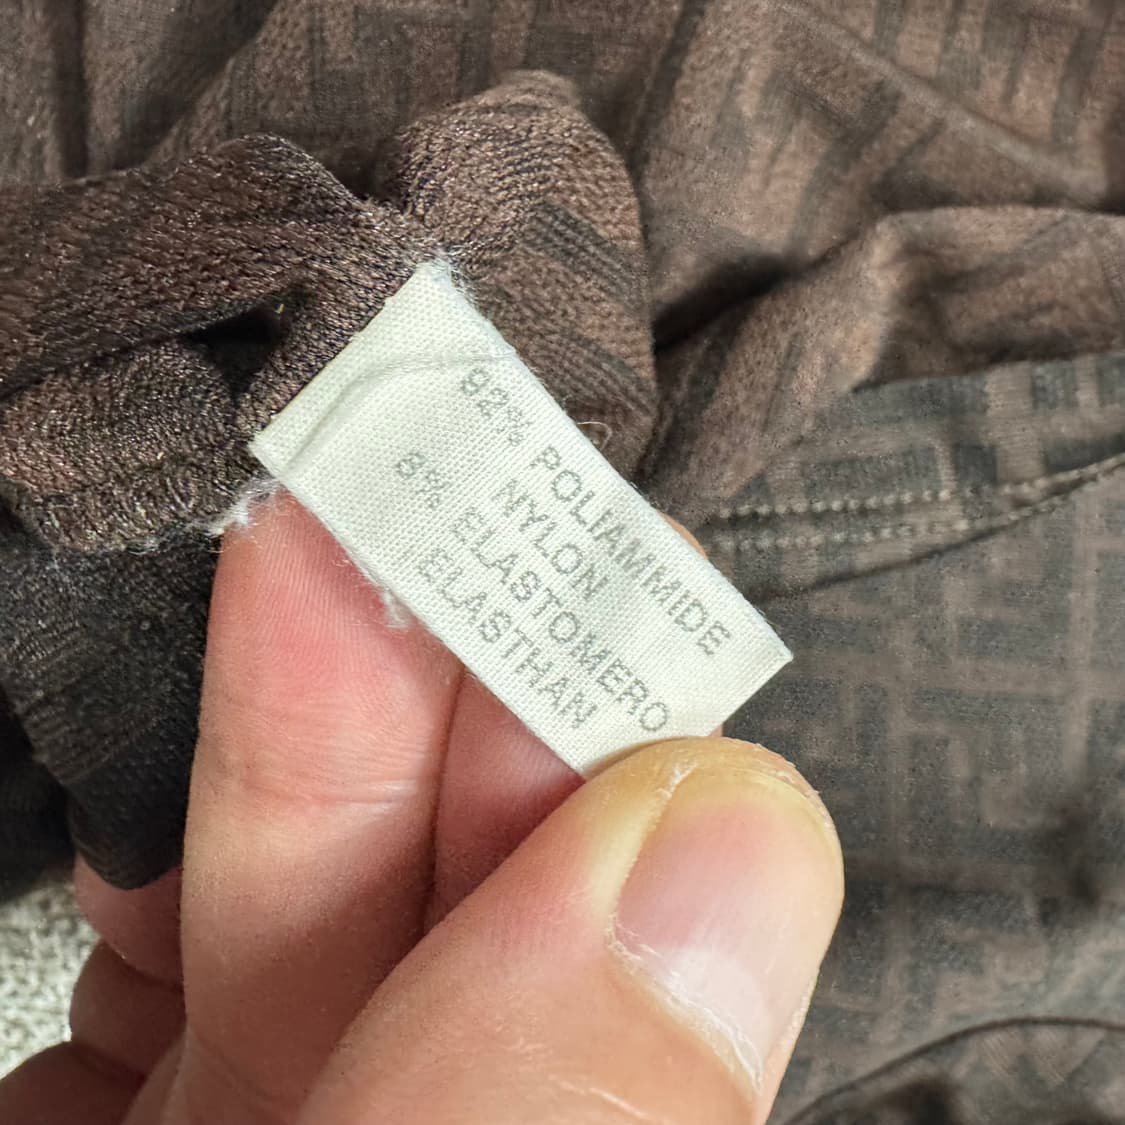 92% POLIAMMIDE
NYLON
8% ELASTOMERO
ELASTHAN